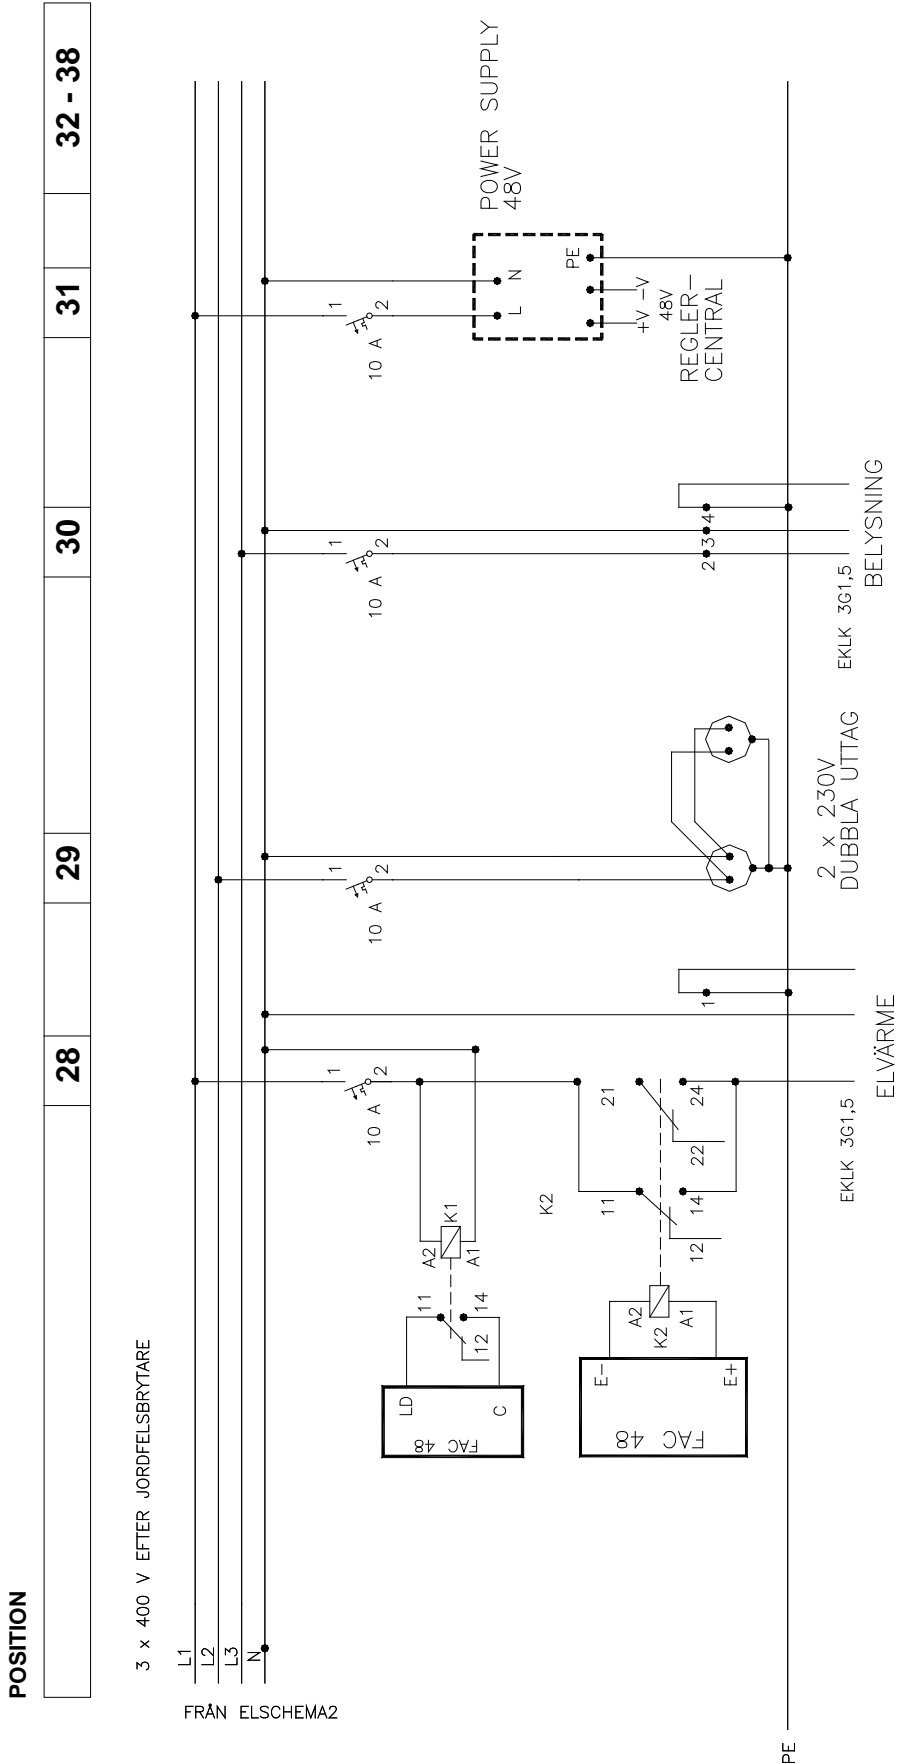 POSITION
28
29
30
31
32 - 38
3 x 400 V EFTER JORDFELSBRYTARE
L1
L2
L3
N
FRÅN ELSCHEMA2
1
2
10 A
1
2
10 A
1
2
10 A
1
2
10 A
LD
C
FAC 48
11
14
12
A2
K1
A1
K2
E-
E+
FAC 48
A2
K2
A1
11
14
12
21
24
22
1
EKLK 3G1,5
ELVÄRME
2 x 230V
DUBBLA UTTAG
2
3
4
EKLK 3G1,5
BELYSNING
POWER SUPPLY
48V
L
N
PE
+V
-V
48V
REGLER-
CENTRAL
PE